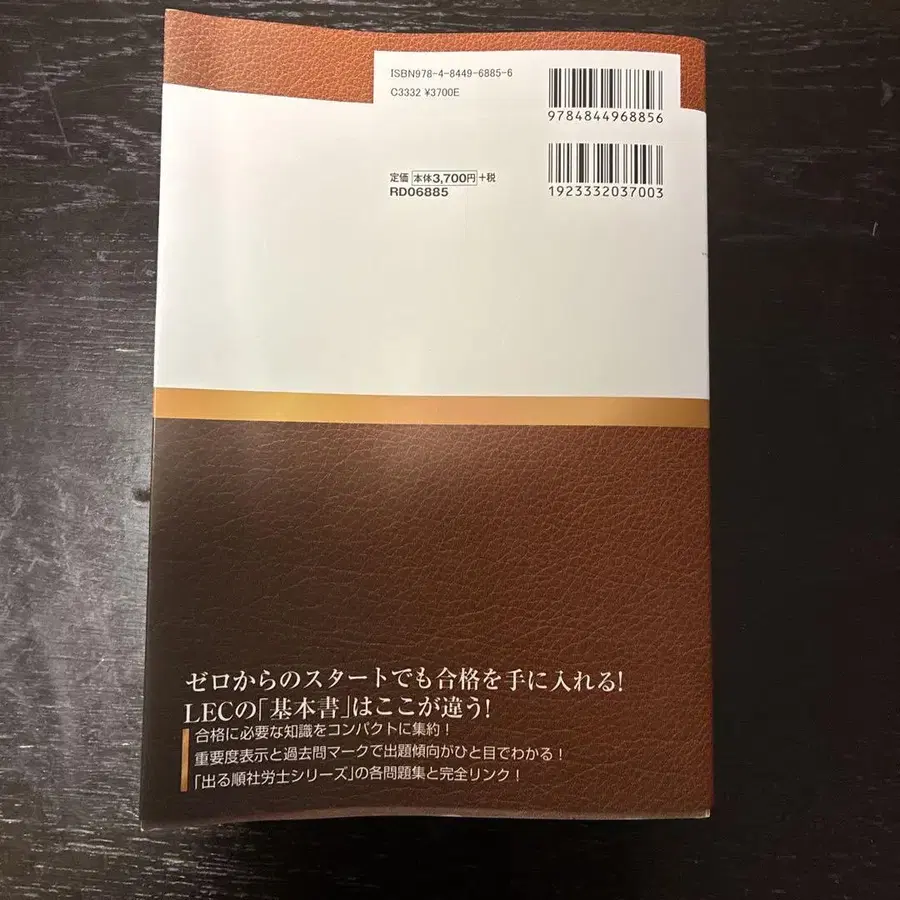 ISBN978-4-8449-6885-6
C3332 ¥3700E
9784844968856
定価 本体3,700円 +税
RD06885
1923332037003
ゼロからのスタートでも合格を手に入れる!
LECの「基本書」はここが違う!
合格に必要な知識をコンパクトに集約!
重要度表示と過去問マークで出題傾向がひと目でわかる!
「出る順社労士シリーズ」の各問題集と完全リンク!